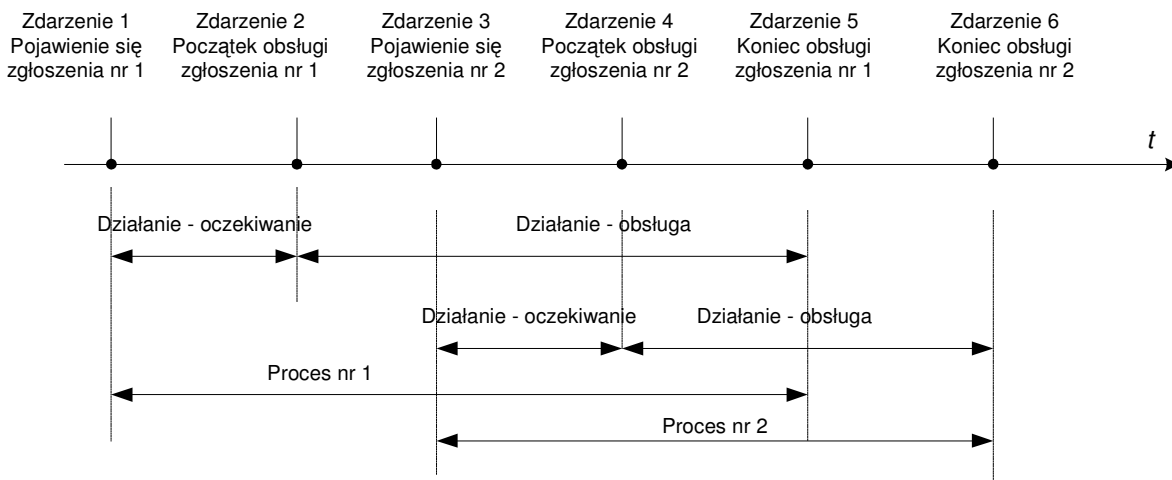 Zdarzenie 1
Pojawienie się
zgłoszenia nr 1
Zdarzenie 2
Początek obsługi
zgłoszenia nr 1
Zdarzenie 3
Pojawienie się
zgłoszenia nr 2
Zdarzenie 4
Początek obsługi
zgłoszenia nr 2
Zdarzenie 5
Koniec obsługi
zgłoszenia nr 1
Zdarzenie 6
Koniec obsługi
zgłoszenia nr 2
t
Działanie - oczekiwanie
Działanie - obsługa
Działanie - oczekiwanie
Działanie - obsługa
Proces nr 1
Proces nr 2